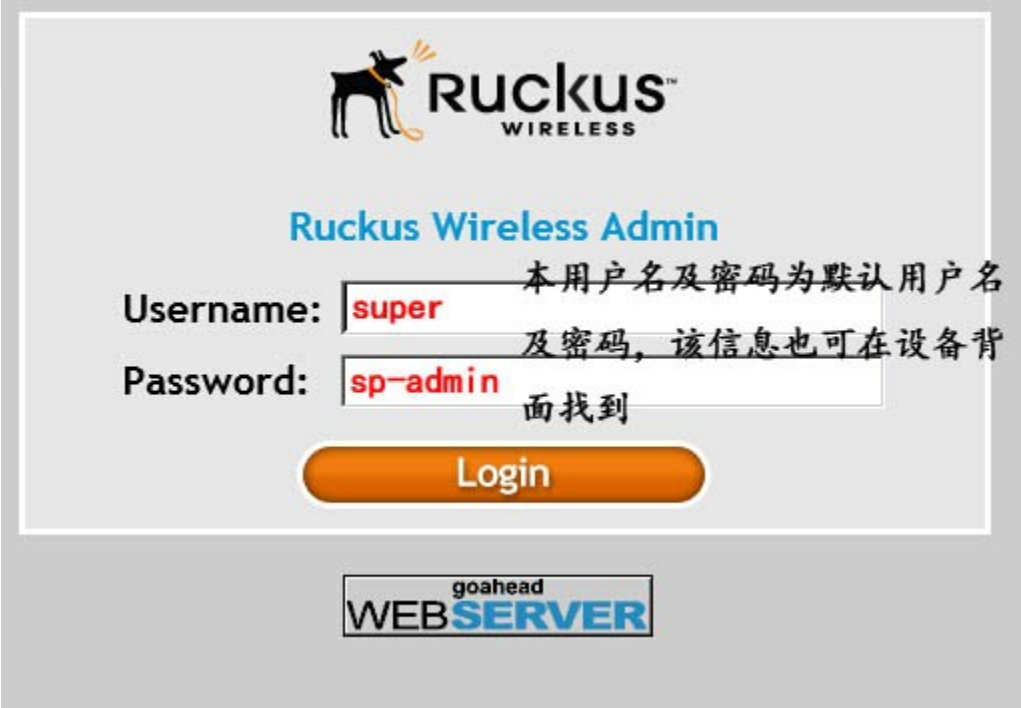 RUCKUS™
WIRELESS
Ruckus Wireless Admin
本用户名及密码为默认用户名
Username: super
及密码，该信息也可在设备背
Password: sp-admin
面找到
Login
goahead
WEBSERVER